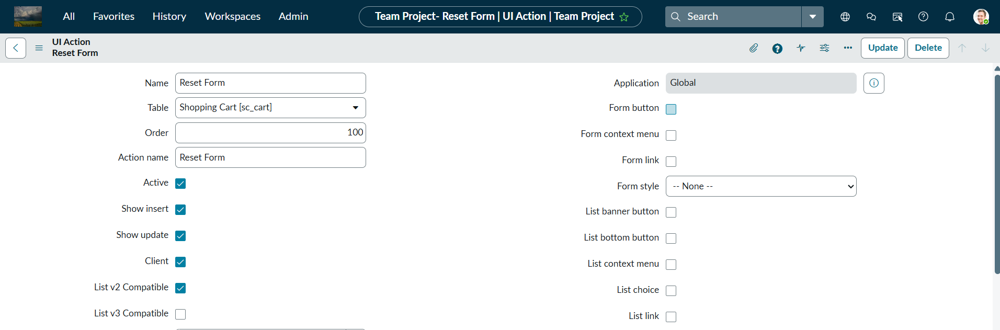 All Favorites History Workspaces Admin Team Project- Reset Form | UI Action | Team Project Search
UI Action
Reset Form
Update Delete
Name Reset Form
Application Global
Table Shopping Cart [sc_cart]
Form button
Order 100
Form context menu
Action name Reset Form
Form link
Active
Form style -- None --
Show insert
List banner button
Show update
List bottom button
Client
List context menu
List v2 Compatible
List choice
List v3 Compatible
List link